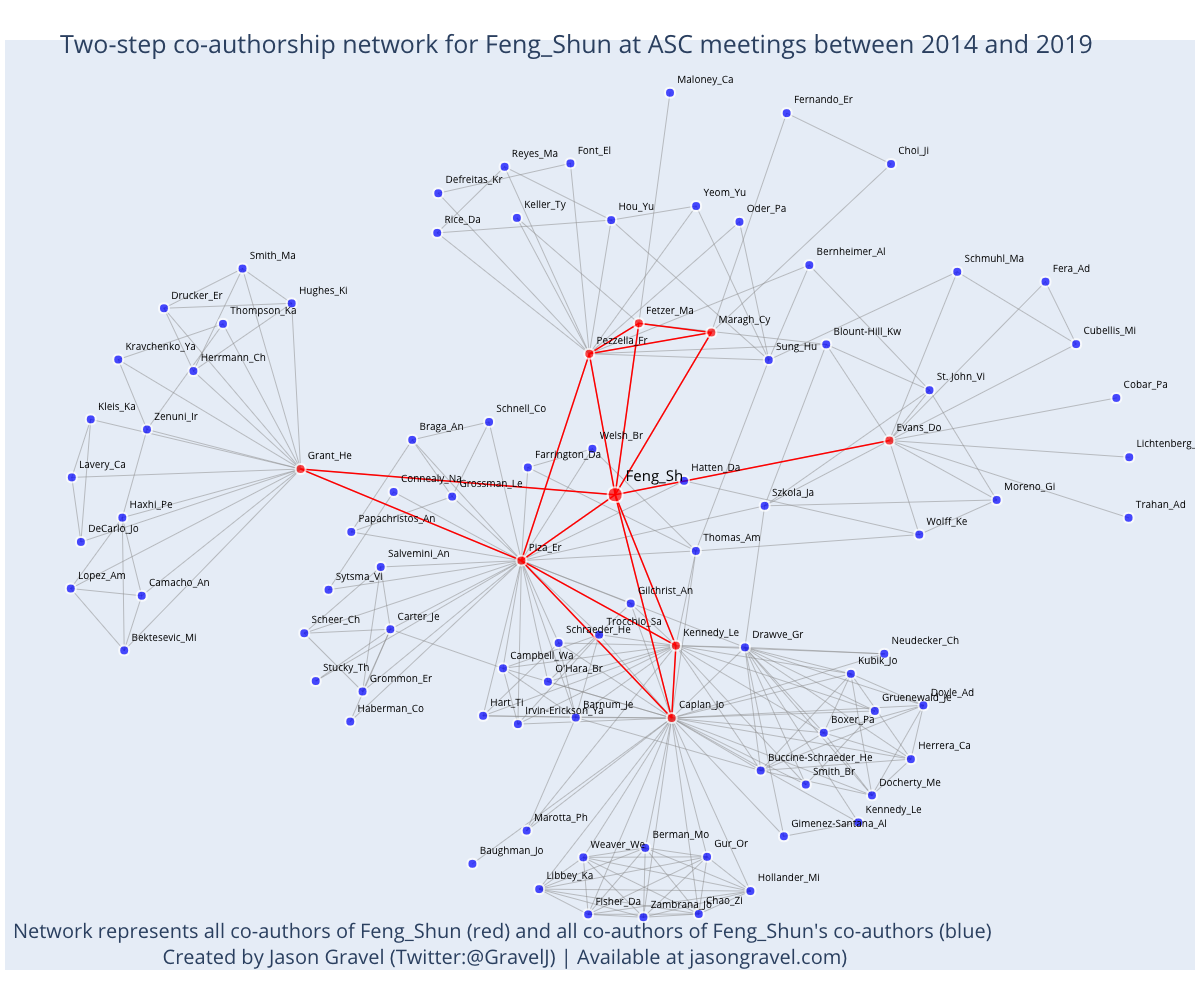 Two-step co-authorship network for Feng_Shun at ASC meetings between 2014 and 2019
Maloney_Ca
Fernando_Er
Reyes_Ma
Font_El
Choi_Ji
Defreitas_Kr
Keller_Ty
Hou_Yu
Yeom_Yu
Oder_Pa
Rice_Da
Smith_Ma
Bernheimer_Al
Schmuhl_Ma
Fera_Ad
Drucker_Er
Hughes_Ki
Thompson_Ka
Fetzer_Ma
Maragh_Cy
Blount-Hill_Kw
Cubellis_Mi
Kravchenko_Ya
Herrmann_Ch
Pezzella_Fr
Sung_Hu
St. John_Vi
Cobar_Pa
Kleis_Ka
Zenuni_Ir
Schnell_Co
Braga_An
Welsh_Br
Evans_Do
Lichtenberg_
Lavery_Ca
Grant_He
Farrington_Da
Connealy_Na
Grossman_Le
Feng_Sh
Hatten_Da
Szkola_Ja
Moreno_Gi
Trahan_Ad
Haxhi_Pe
DeCarlo_Jo
Papachristos_An
Piza_Er
Thomas_Am
Wolff_Ke
Lopez_Am
Camacho_An
Salvemini_An
Sytsma_Vi
Gilchrist_An
Bektesevic_Mi
Scheer_Ch
Carter_Je
Schraeder_He
Trocchio_Sa
Kennedy_Le
Drawve_Gr
Neudecker_Ch
Stucky_Th
Grommon_Er
Campbell_Wa
O'Hara_Br
Kubik_Jo
Haberman_Co
Hart_Ti
Irvin-Erickson_Ya
Barnum_Je
Caplan_Jo
Gruenewald_Je
Doyle_Ad
Boxer_Pa
Herrera_Ca
Buccine-Schraeder_He
Smith_Br
Docherty_Me
Kennedy_Le
Gimenez-Santana_Al
Marotta_Ph
Baughman_Jo
Weaver_We
Berman_Mo
Gur_Or
Libbey_Ka
Hollander_Mi
Fisher_Da
Zambrana_Jo
Chao_Zi
Network represents all co-authors of Feng_Shun (red) and all co-authors of Feng_Shun's co-authors (blue)
Created by Jason Gravel (Twitter:@GravelJ) | Available at jasongravel.com)